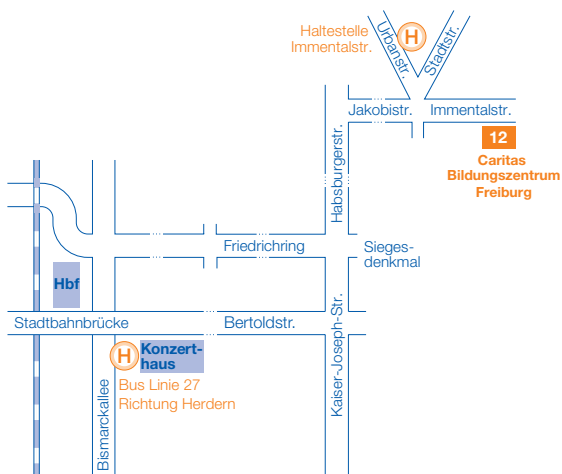 Haltestelle
Immentalstr.
H
Urbanstr.
Stadtstr.
Jakobistr.
Immentalstr.
12
Caritas
Bildungszentrum
Freiburg
Habsburgerstr.
Friedrichring
Sieges-
denkmal
Hbf
Stadtbahnbrücke
Bertoldstr.
Kaiser-Joseph-Str.
H
Konzert-
haus
Bus Linie 27
Richtung Herdern
Bismarckallee